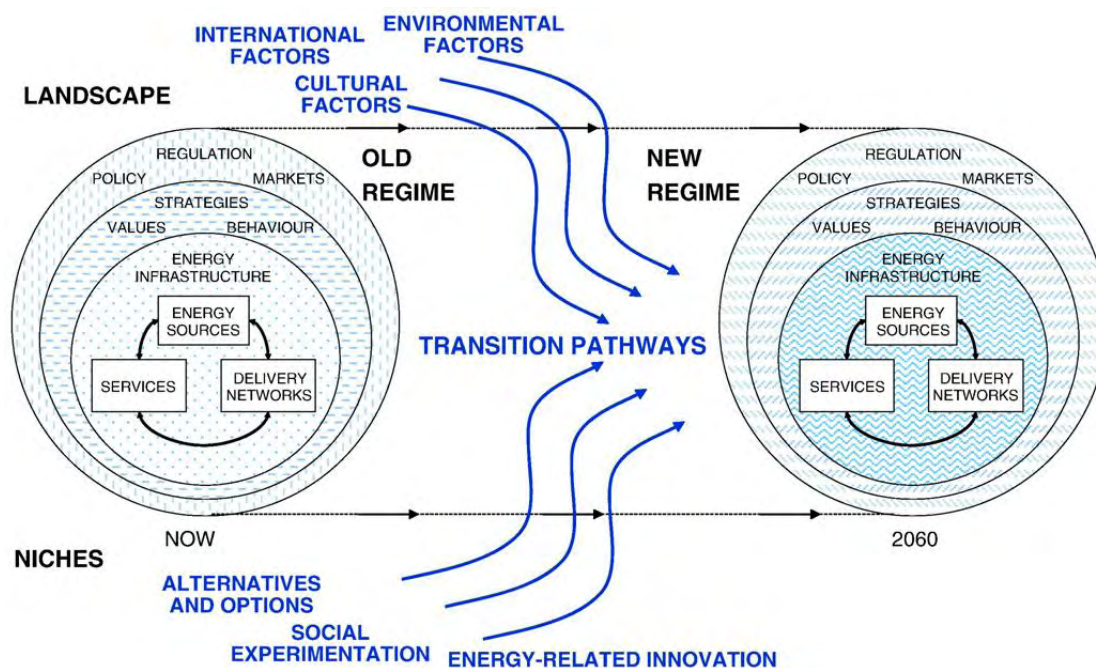 INTERNATIONAL
FACTORS
ENVIRONMENTAL
FACTORS
CULTURAL
FACTORS
LANDSCAPE
OLD
REGIME
NEW
REGIME
REGULATION
POLICY
MARKETS
STRATEGIES
VALUES
BEHAVIOUR
ENERGY
INFRASTRUCTURE
ENERGY
SOURCES
SERVICES
DELIVERY
NETWORKS
TRANSITION PATHWAYS
REGULATION
POLICY
MARKETS
STRATEGIES
VALUES
BEHAVIOUR
ENERGY
INFRASTRUCTURE
ENERGY
SOURCES
SERVICES
DELIVERY
NETWORKS
NOW
2060
NICHES
ALTERNATIVES
AND OPTIONS
SOCIAL
EXPERIMENTATION
ENERGY-RELATED INNOVATION